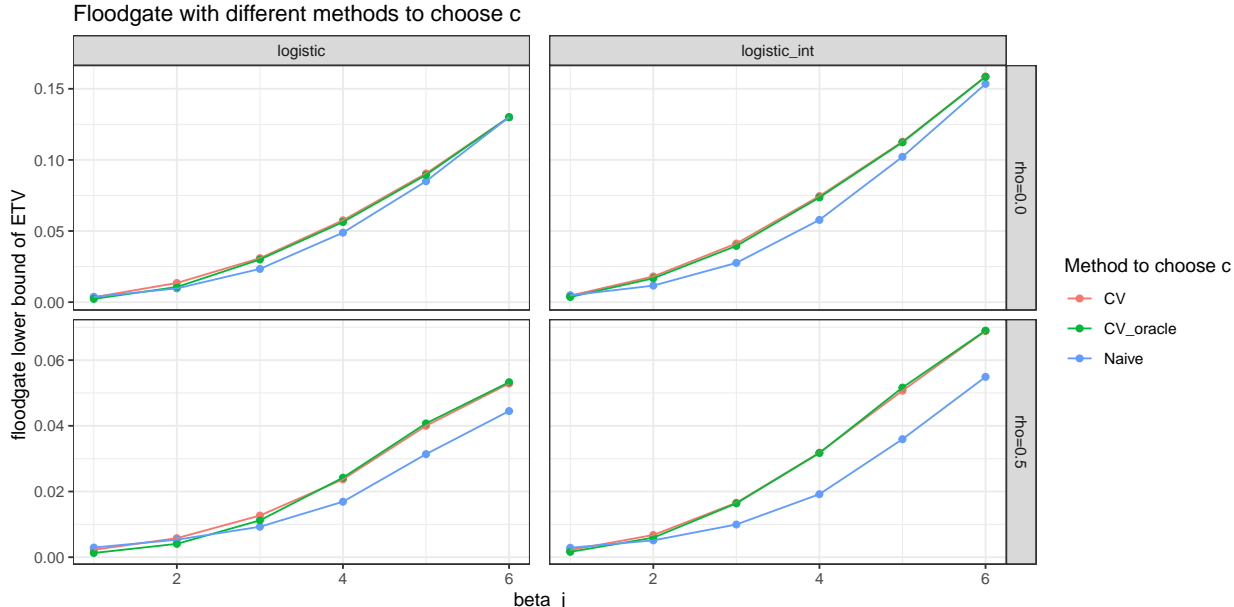 Floodgate with different methods to choose c
logistic
logistic_int
0.15
0.10
0.05
0.00
rho=0.0
0.06
0.04
0.02
0.00
rho=0.5
2
4
6
2
4
6
floodgate lower bound of ETV
beta_j
Method to choose c
CV
CV_oracle
Naive